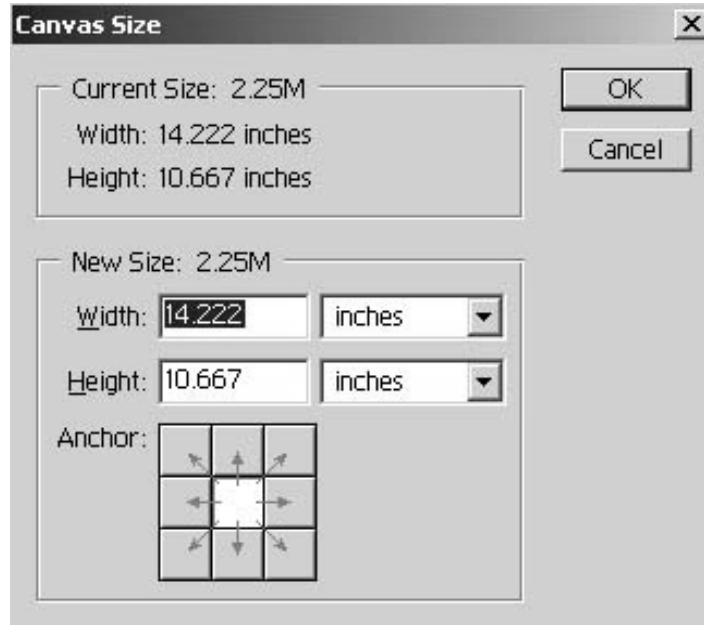 Canvas Size
Current Size: 2.25M
OK
Width: 14.222 inches
Cancel
Height: 10.667 inches
New Size: 2.25M
Width: 14.222 inches
Height: 10.667 inches
Anchor: